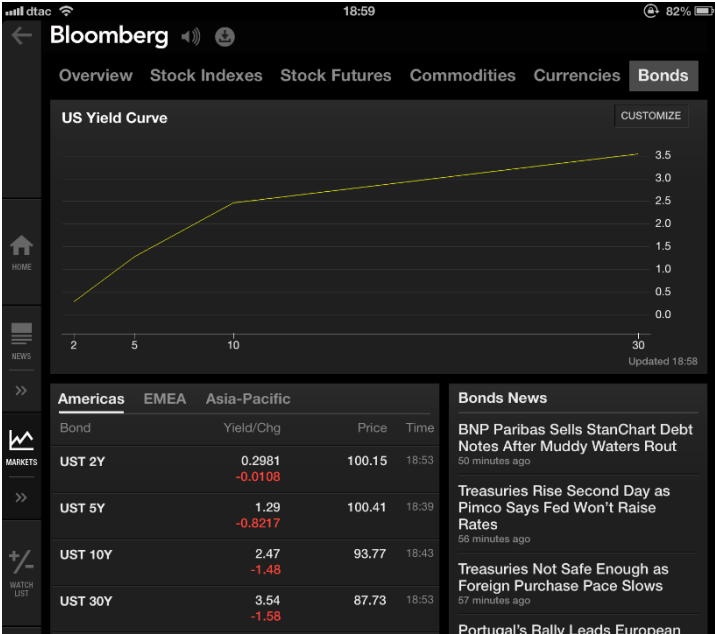 dtac 18:59 82%
Bloomberg
Overview Stock Indexes Stock Futures Commodities Currencies Bonds
US Yield Curve CUSTOMIZE
3.5
3.0
2.5
2.0
1.5
1.0
0.5
0.0
2 5 10 30
Updated 18:58
HOME
NEWS
MARKETS
WATCH
LIST
Americas EMEA Asia-Pacific
Bond Yield/Chg Price Time
UST 2Y 0.2981 100.15 18:53
-0.0108
UST 5Y 1.29 100.41 18:39
-0.8217
UST 10Y 2.47 93.77 18:43
-1.48
UST 30Y 3.54 87.73 18:53
-1.58
Bonds News
BNP Paribas Sells StanChart Debt
Notes After Muddy Waters Rout
50 minutes ago
Treasuries Rise Second Day as
Pimco Says Fed Won't Raise
Rates
56 minutes ago
Treasuries Not Safe Enough as
Foreign Purchase Pace Slows
57 minutes ago
Portugal's Rally Leads European